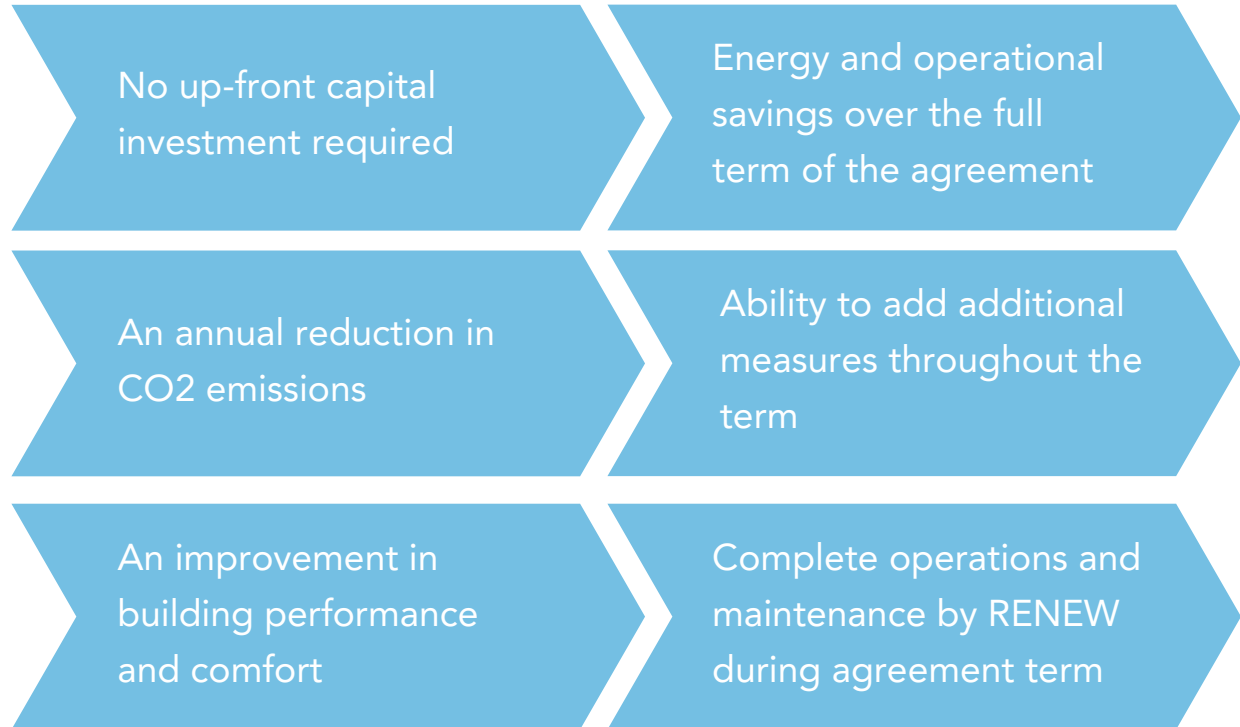 No up-front capital
investment required
Energy and operational
savings over the full
term of the agreement
An annual reduction in
CO2 emissions
Ability to add additional
measures throughout the
term
An improvement in
building performance
and comfort
Complete operations and
maintenance by RENEW
during agreement term